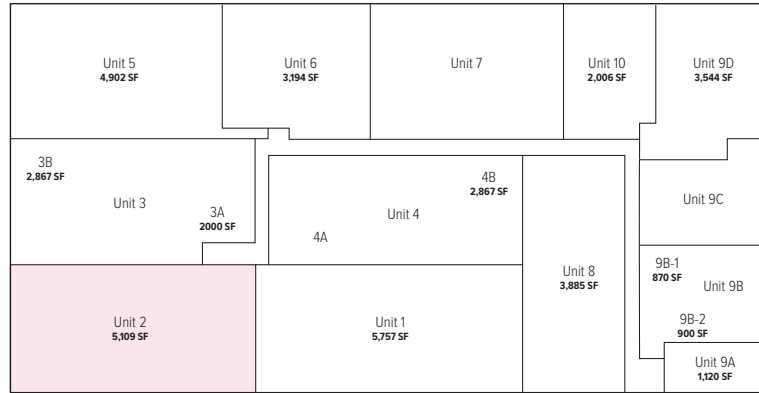 Unit 5
4,902 SF
Unit 6
3,194 SF
Unit 7
Unit 10
2,006 SF
Unit 9D
3,544 SF
3B
2,867 SF
Unit 3
3A
2000 SF
4B
2,867 SF
Unit 4
4A
Unit 9C
Unit 8
3,885 SF
9B-1
870 SF
Unit 9B
9B-2
900 SF
Unit 2
5,109 SF
Unit 1
5,757 SF
Unit 9A
1,120 SF